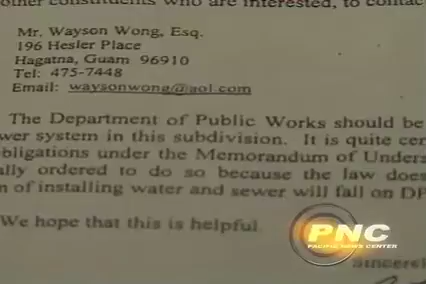 other constituents who are interested, to contac
Mr. Wayson Wong, Esq.
196 Hesler Place
Hagatna, Guam 96910
Tel: 475-7448
Email: waysonwong@aol.com
The Department of Public Works should be
wer system in this subdivision. It is quite cer
obligations under the Memorandum of Unders
ally ordered to do so because the law does
n of installing water and sewer will fall on DP
We hope that this is helpful.
PNC
PACIFIC NEWS CENTER
Sincerel